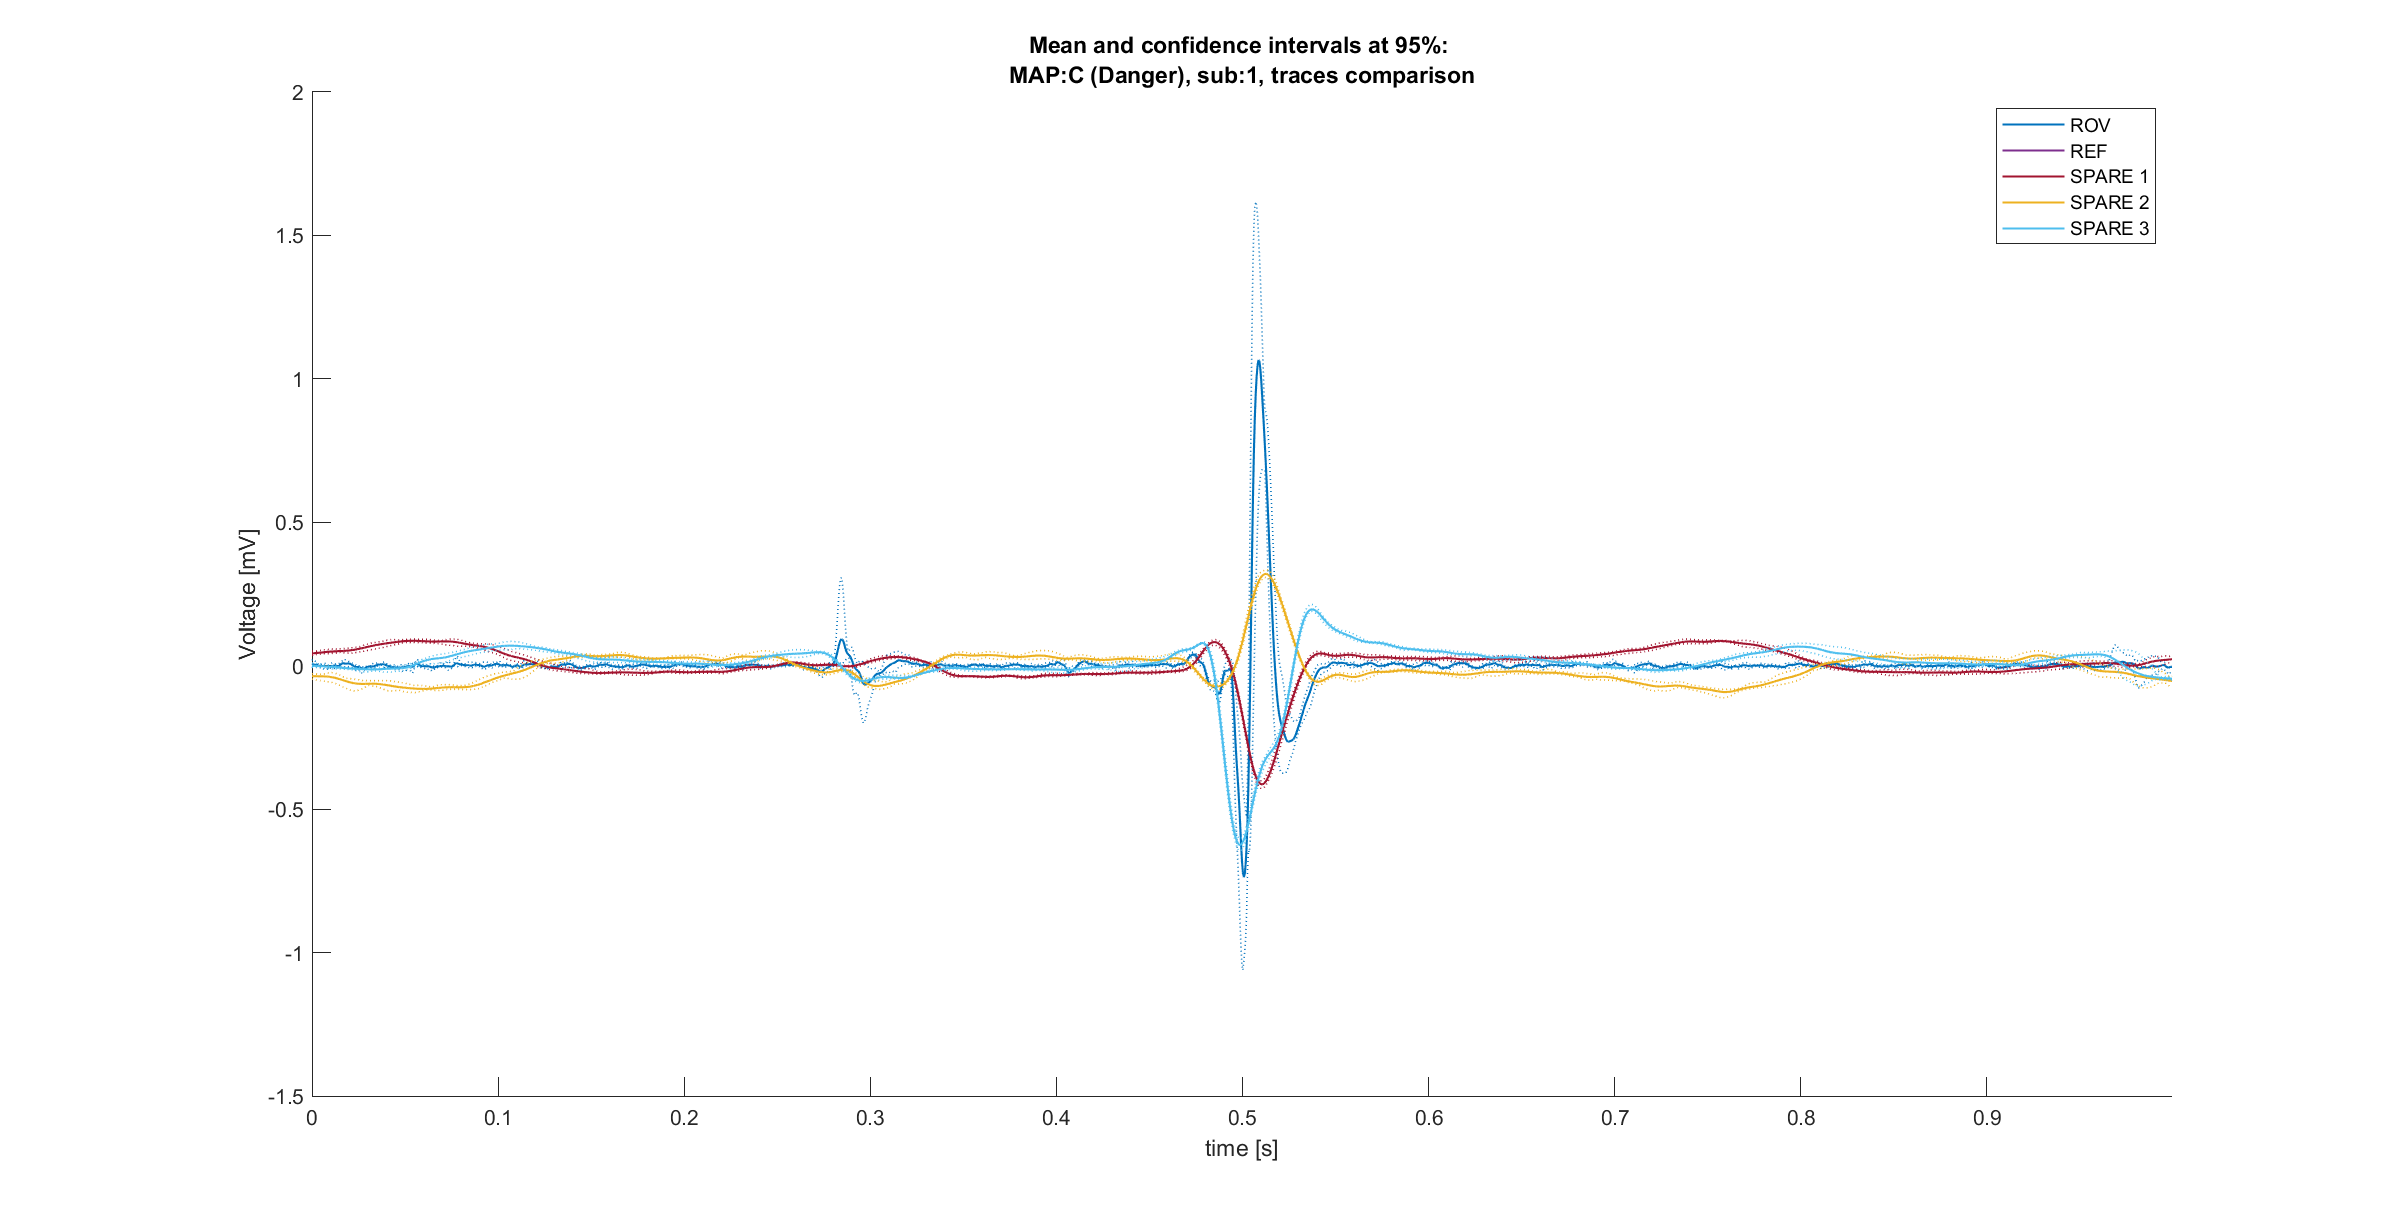 Mean and confidence intervals at 95%:
MAP:C (Danger), sub:1, traces comparison
2
1.5
1
0.5
0
-0.5
-1
-1.5
Voltage [mV]
ROV
REF
SPARE 1
SPARE 2
SPARE 3
0 0.1 0.2 0.3 0.4 0.5 0.6 0.7 0.8 0.9
time [s]